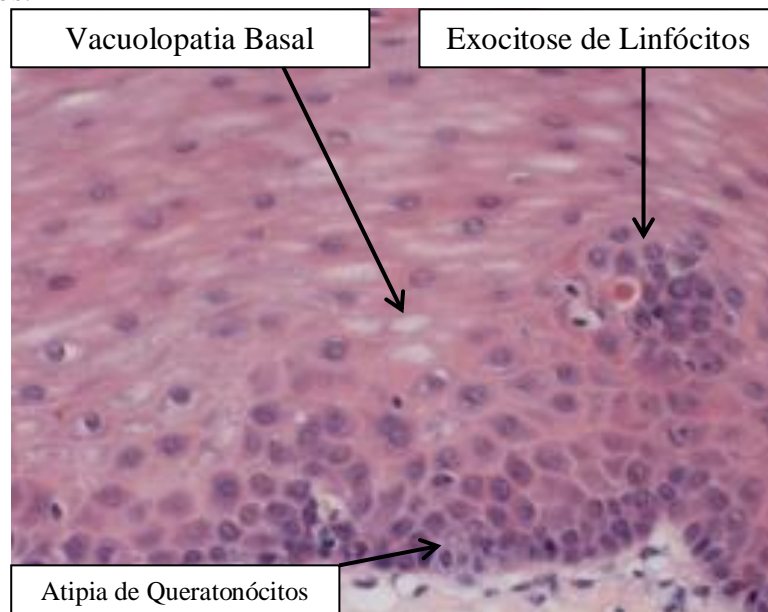 Vacuolopatia Basal
Exocitose de Linfócitos
Atipia de Queratonócitos